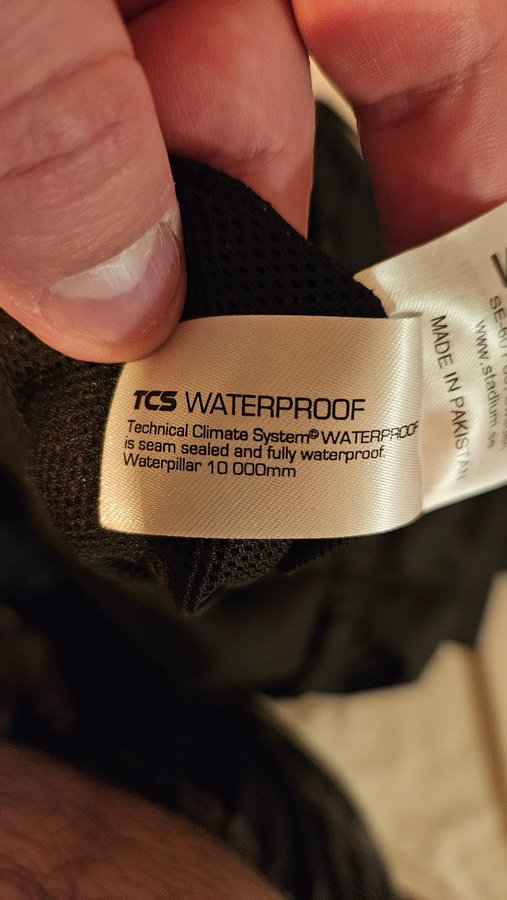 TCS WATERPROOF
Technical Climate System® WATERPROOF
is seam sealed and fully waterproof.
Waterpillar 10 000mm
MADE IN PAKISTAN
www.stadium.se